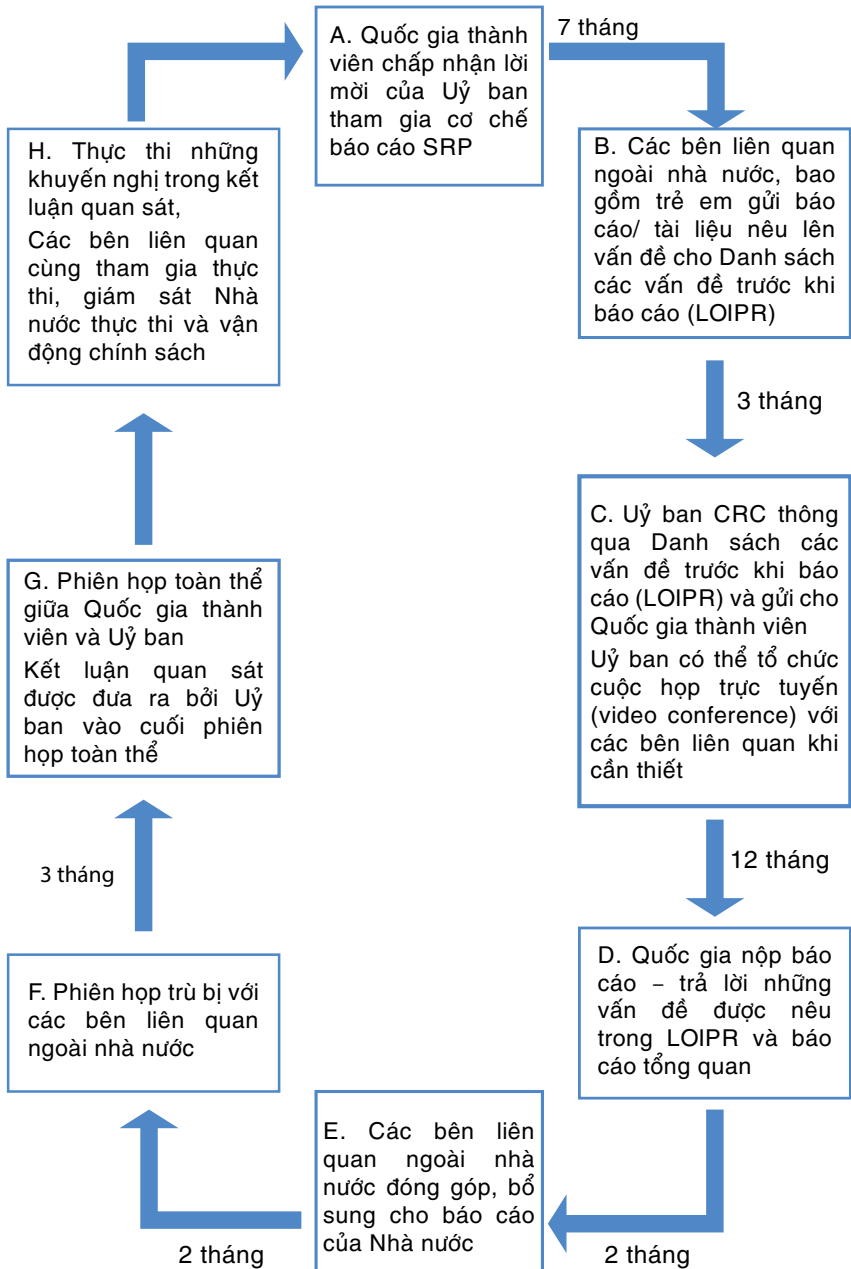 A. Quốc gia thành
viên chấp nhận lời
mời của Uỷ ban
tham gia cơ chế
báo cáo SRP
7 tháng
B. Các bên liên quan
ngoài nhà nước, bao
gồm trẻ em gửi báo
cáo/ tài liệu nêu lên
vấn đề cho Danh sách
các vấn đề trước khi
báo cáo (LOIPR)
3 tháng
C. Uỷ ban CRC thông
qua Danh sách các
vấn đề trước khi báo
cáo (LOIPR) và gửi cho
Quốc gia thành viên
Uỷ ban có thể tổ chức
cuộc họp trực tuyến
(video conference) với
các bên liên quan khi
cần thiết
12 tháng
D. Quốc gia nộp báo
cáo – trả lời những
vấn đề được nêu
trong LOIPR và báo
cáo tổng quan
2 tháng
E. Các bên liên
quan ngoài nhà
nước đóng góp, bổ
sung cho báo cáo
của Nhà nước
2 tháng
F. Phiên họp trù bị với
các bên liên quan
ngoài nhà nước
3 tháng
G. Phiên họp toàn thể
giữa Quốc gia thành
viên và Uỷ ban
Kết luận quan sát
được đưa ra bởi Uỷ
ban vào cuối phiên
họp toàn thể
H. Thực thi những
khuyến nghị trong kết
luận quan sát,
Các bên liên quan
cùng tham gia thực
thi, giám sát Nhà
nước thực thi và vận
động chính sách